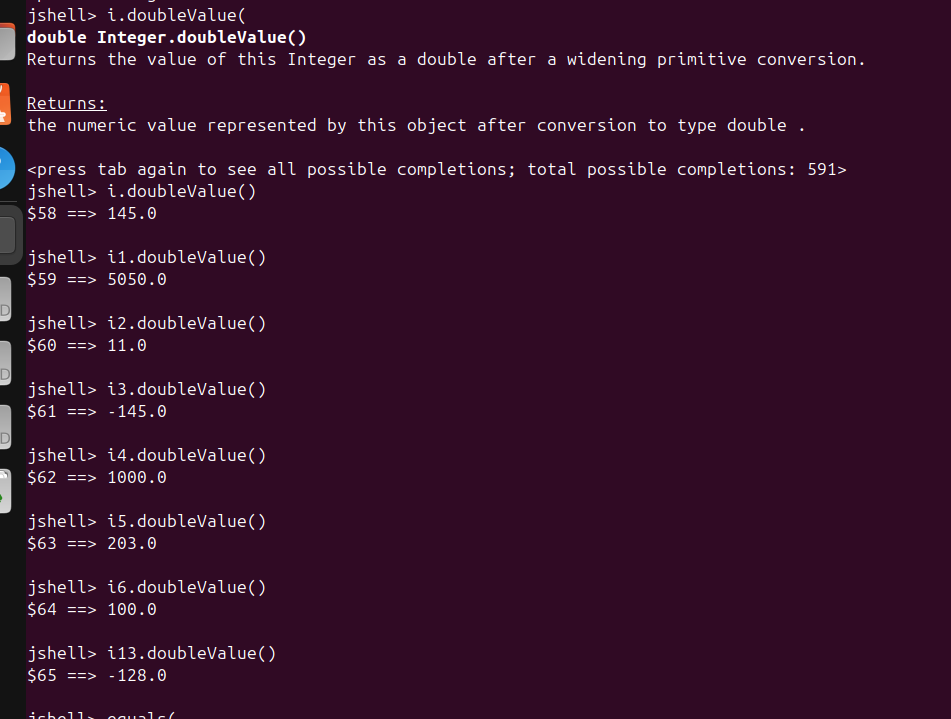 jshell> i.doubleValue(
double Integer.doubleValue()
Returns the value of this Integer as a double after a widening primitive conversion.
Returns:
the numeric value represented by this object after conversion to type double .
<press tab again to see all possible completions; total possible completions: 591>
jshell> i.doubleValue()
$58 ==> 145.0
jshell> i1.doubleValue()
$59 ==> 5050.0
jshell> i2.doubleValue()
$60 ==> 11.0
jshell> i3.doubleValue()
$61 ==> -145.0
jshell> i4.doubleValue()
$62 ==> 1000.0
jshell> i5.doubleValue()
$63 ==> 203.0
jshell> i6.doubleValue()
$64 ==> 100.0
jshell> i13.doubleValue()
$65 ==> -128.0
jshell> equals(